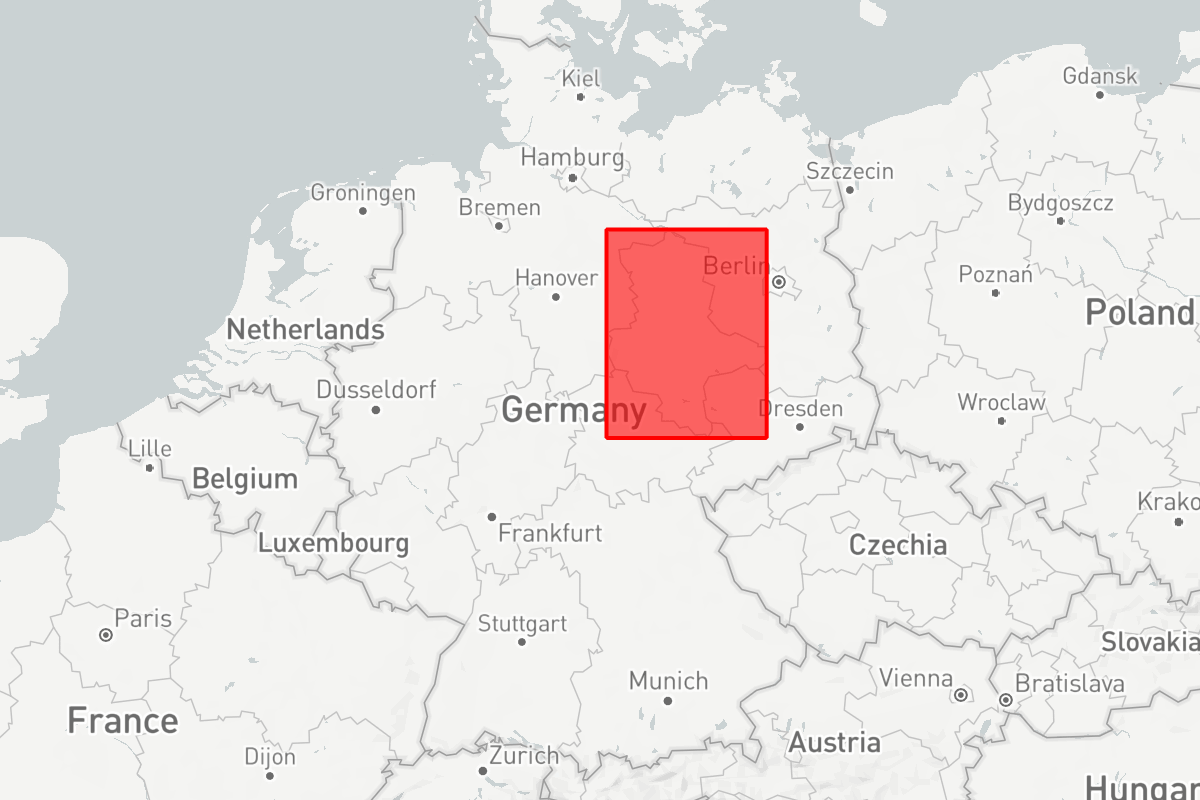 Kiel
Gdansk
Hamburg
Szczecin
Groningen
Bremen
Bydgoszcz
Berlin
Hanover
Poznań
Netherlands
Poland
Dusseldorf
Germany
Dresden
Wroclaw
Lille
Belgium
Krako
Frankfurt
Luxembourg
Czechia
Paris
Stuttgart
Slovakia
Munich
Vienna
Bratislava
France
Austria
Dijon
Zurich
Hungar